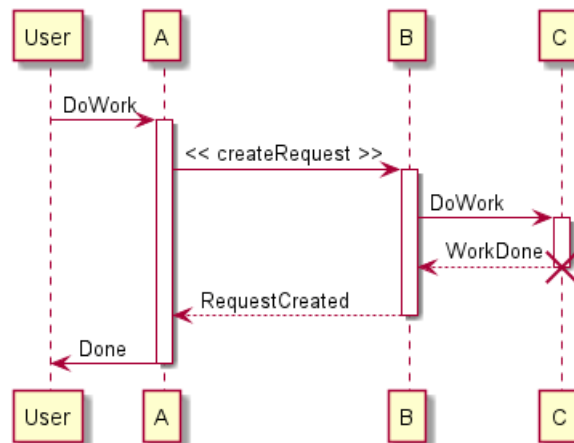 User A B C
DoWork
<< createRequest >>
DoWork
WorkDone
RequestCreated
Done
User A B C